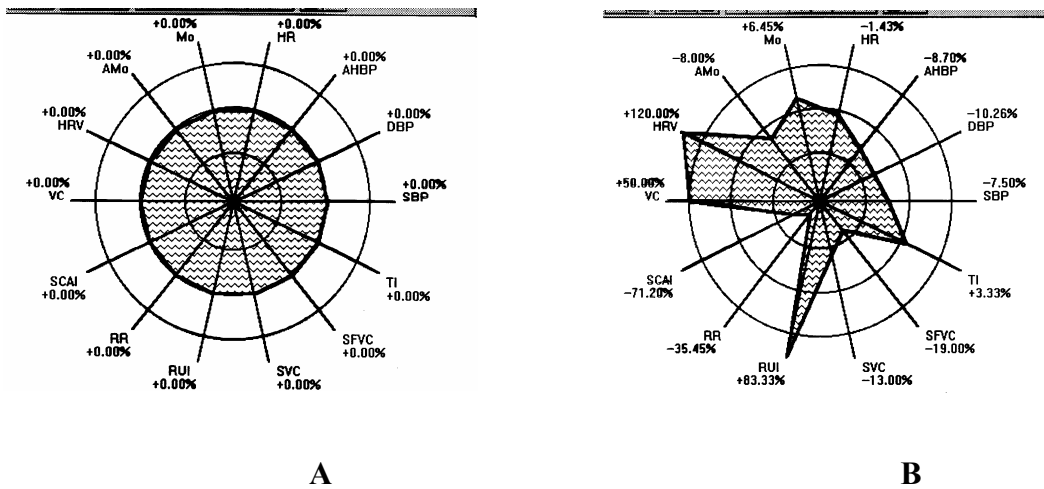 +0.00%
Mo
+0.00%
HR
+0.00%
AHBP
+0.00%
DBP
+0.00%
SBP
TI
+0.00%
SFVC
+0.00%
SVC
+0.00%
RUI
+0.00%
RR
+0.00%
SCAI
+0.00%
+0.00%
VC
+0.00%
HRV
+0.00%
AMo
A
+6.45%
Mo
-1.43%
HR
-8.70%
AHBP
-10.26%
DBP
-7.50%
SBP
TI
+3.33%
SFVC
-19.00%
SVC
-13.00%
RUI
+83.33%
RR
-35.45%
SCAI
-71.20%
+50.00%
VC
+120.00%
HRV
-8.00%
AMo
B